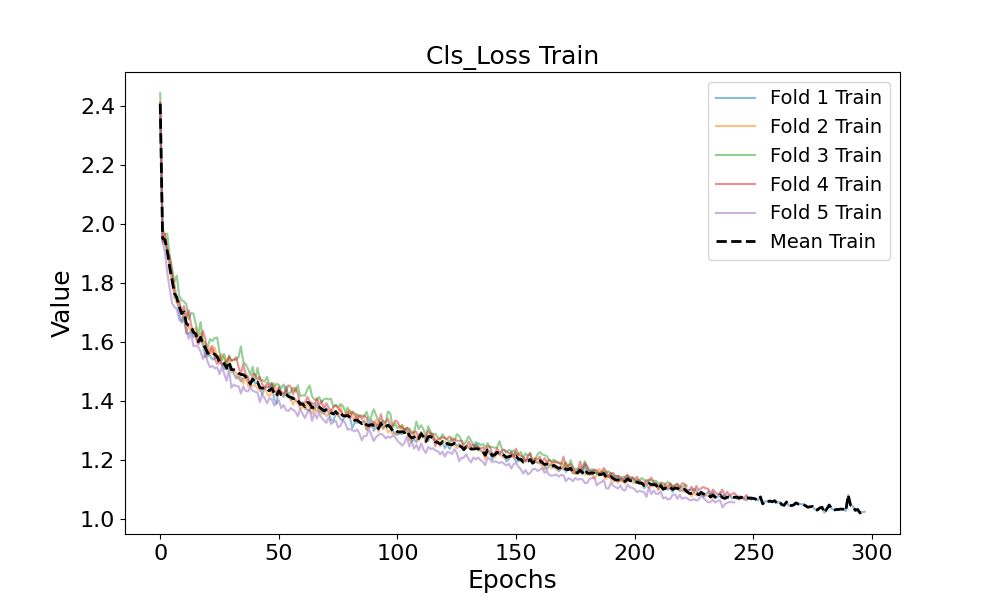 Cls_Loss Train
Value
2.4
2.2
2.0
1.8
1.6
1.4
1.2
1.0
Fold 1 Train
Fold 2 Train
Fold 3 Train
Fold 4 Train
Fold 5 Train
Mean Train
0 50 100 150 200 250 300
Epochs